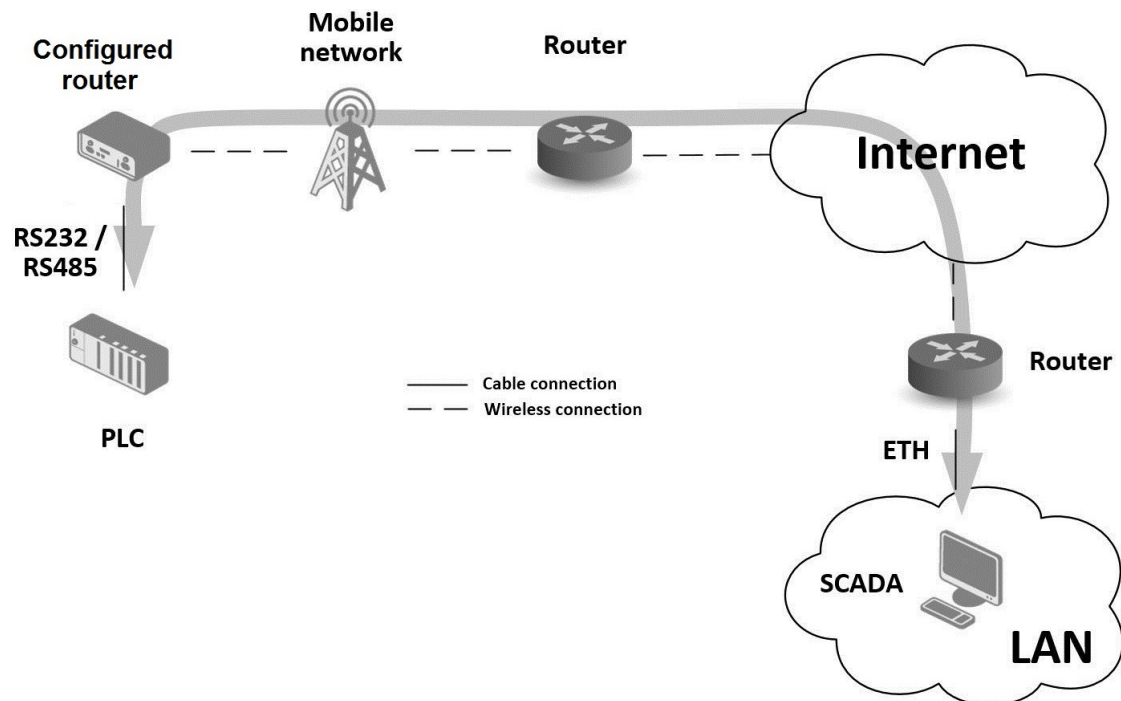 Configured
router
Mobile
network
Router
Internet
RS232 /
RS485
PLC
Cable connection
Wireless connection
Router
ETH
SCADA
LAN